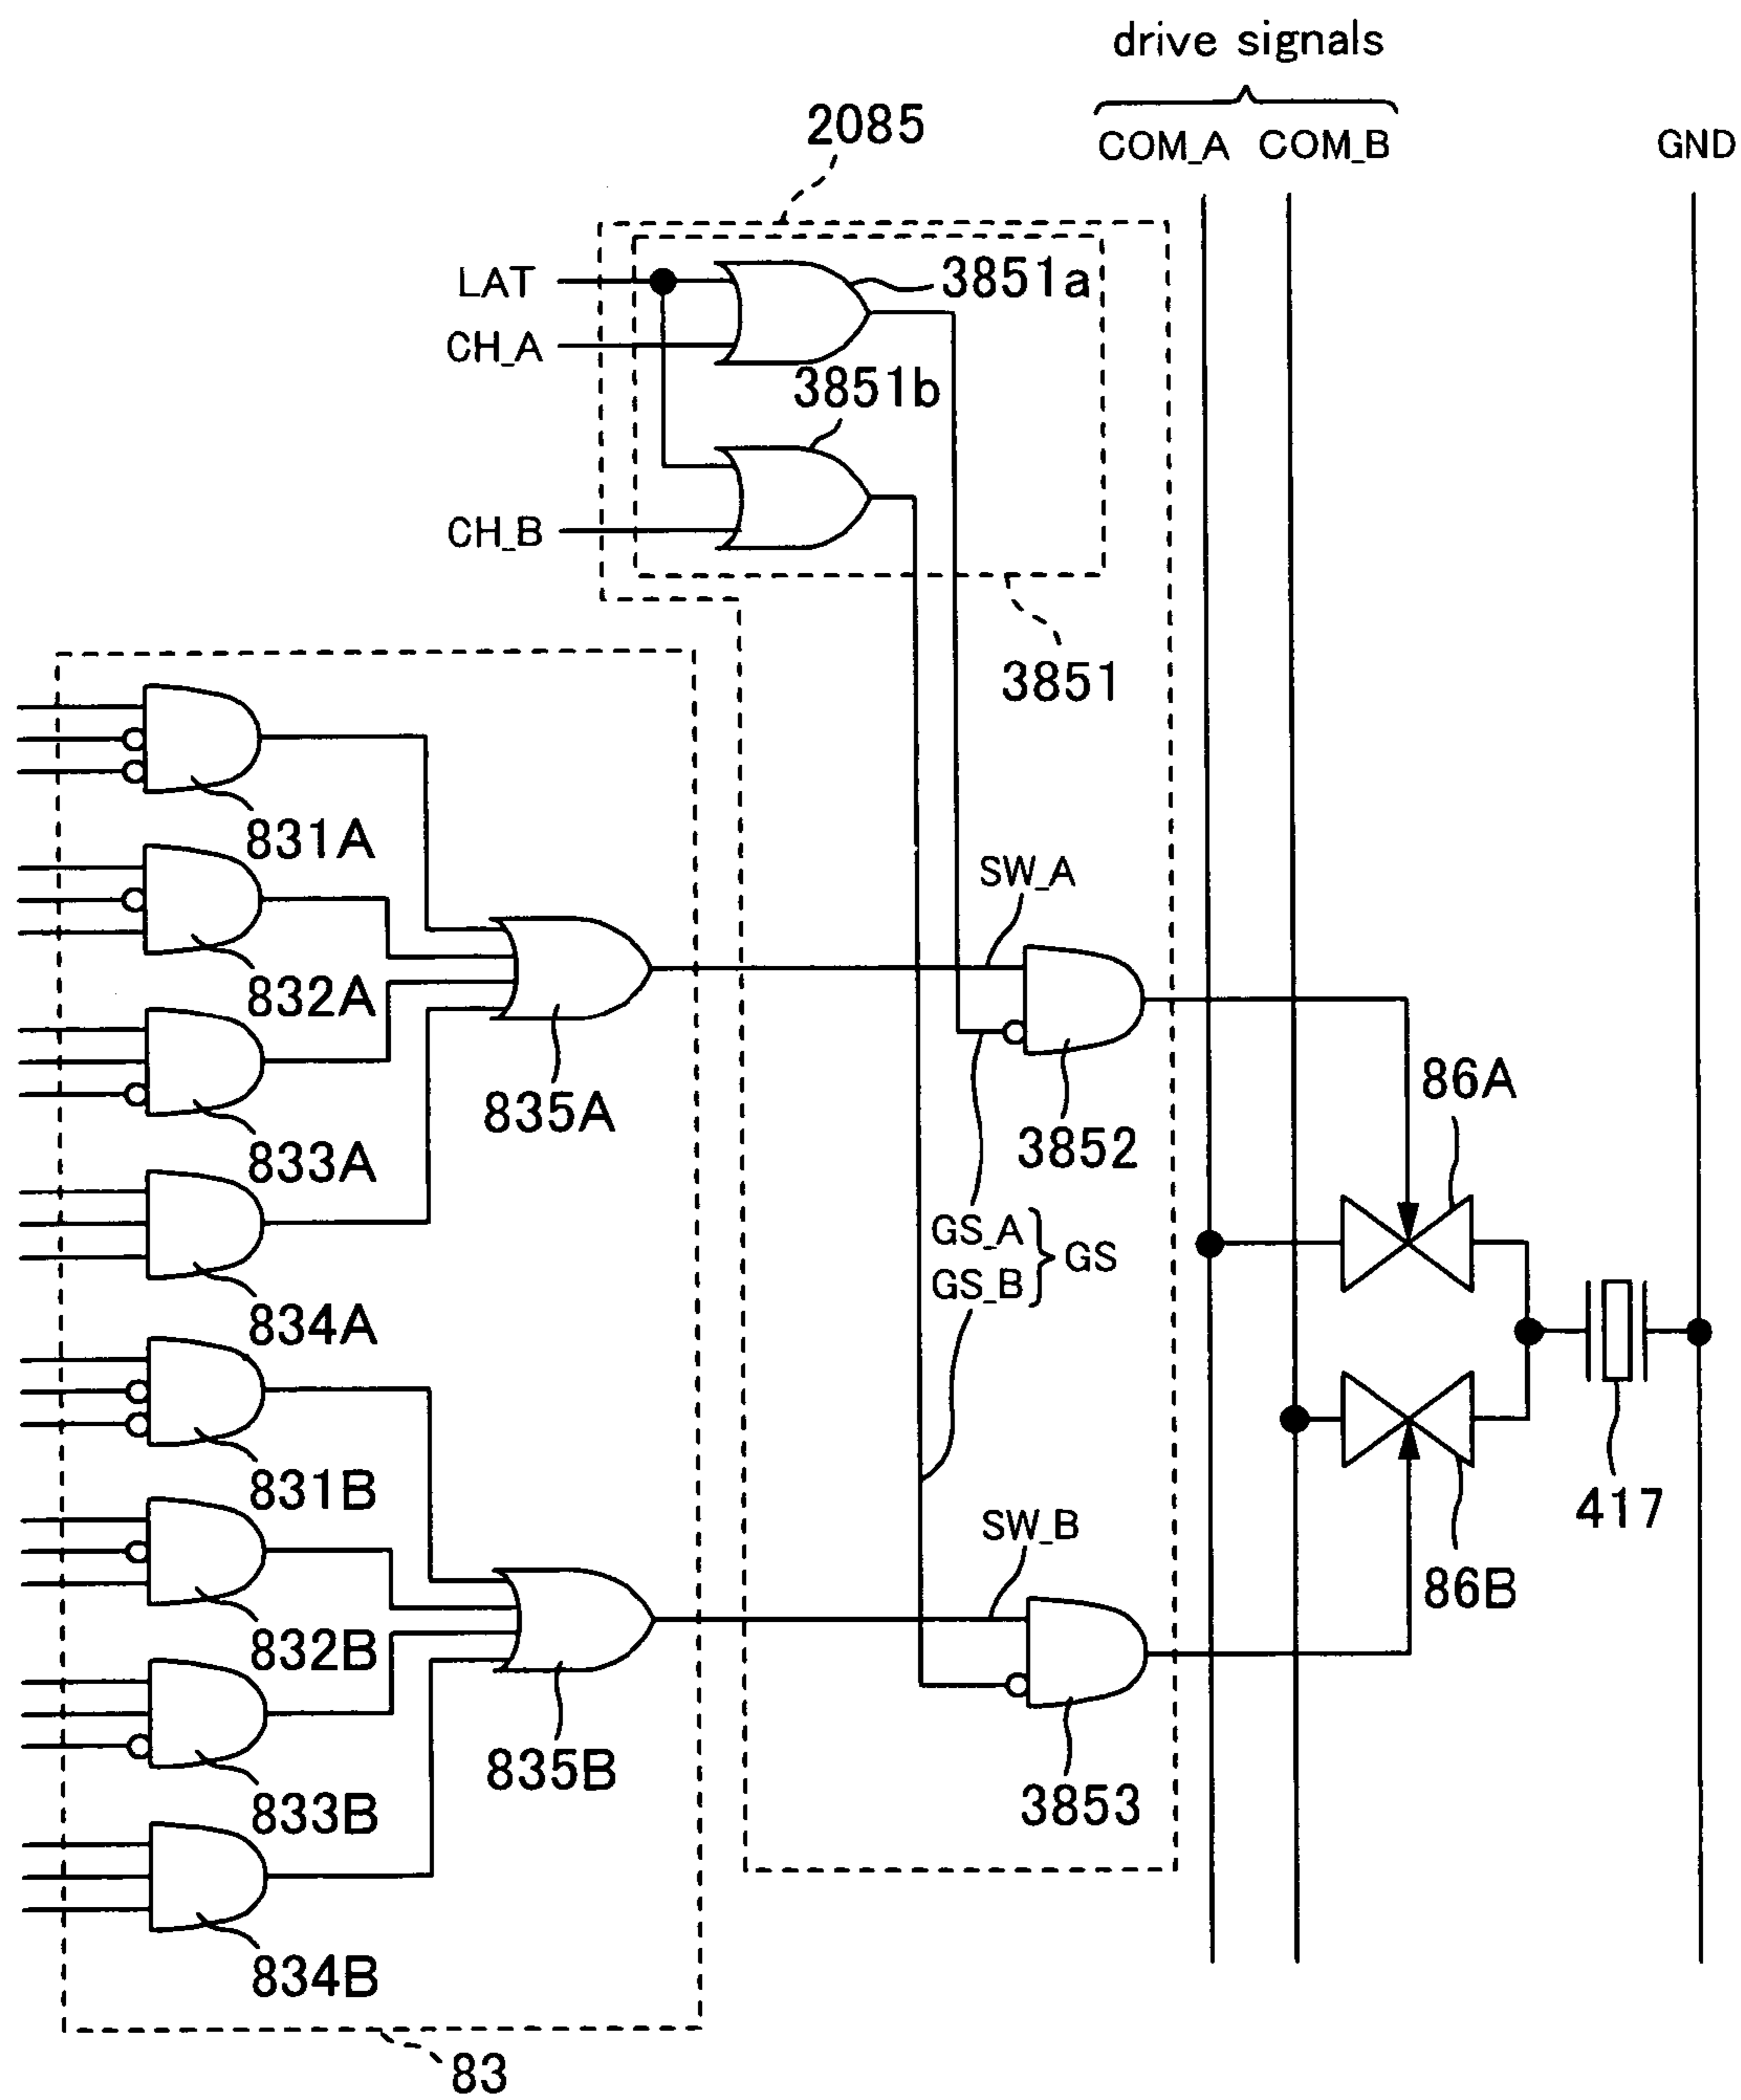 drive signals
2085
COM_A COM_B
GND
LAT
3851a
CH_A
3851b
CH_B
3851
831A
SW_A
832A
86A
835A
3852
833A
GS_A
GS_B
GS
834A
831B
SW_B
417
86B
832B
835B
3853
833B
834B
83